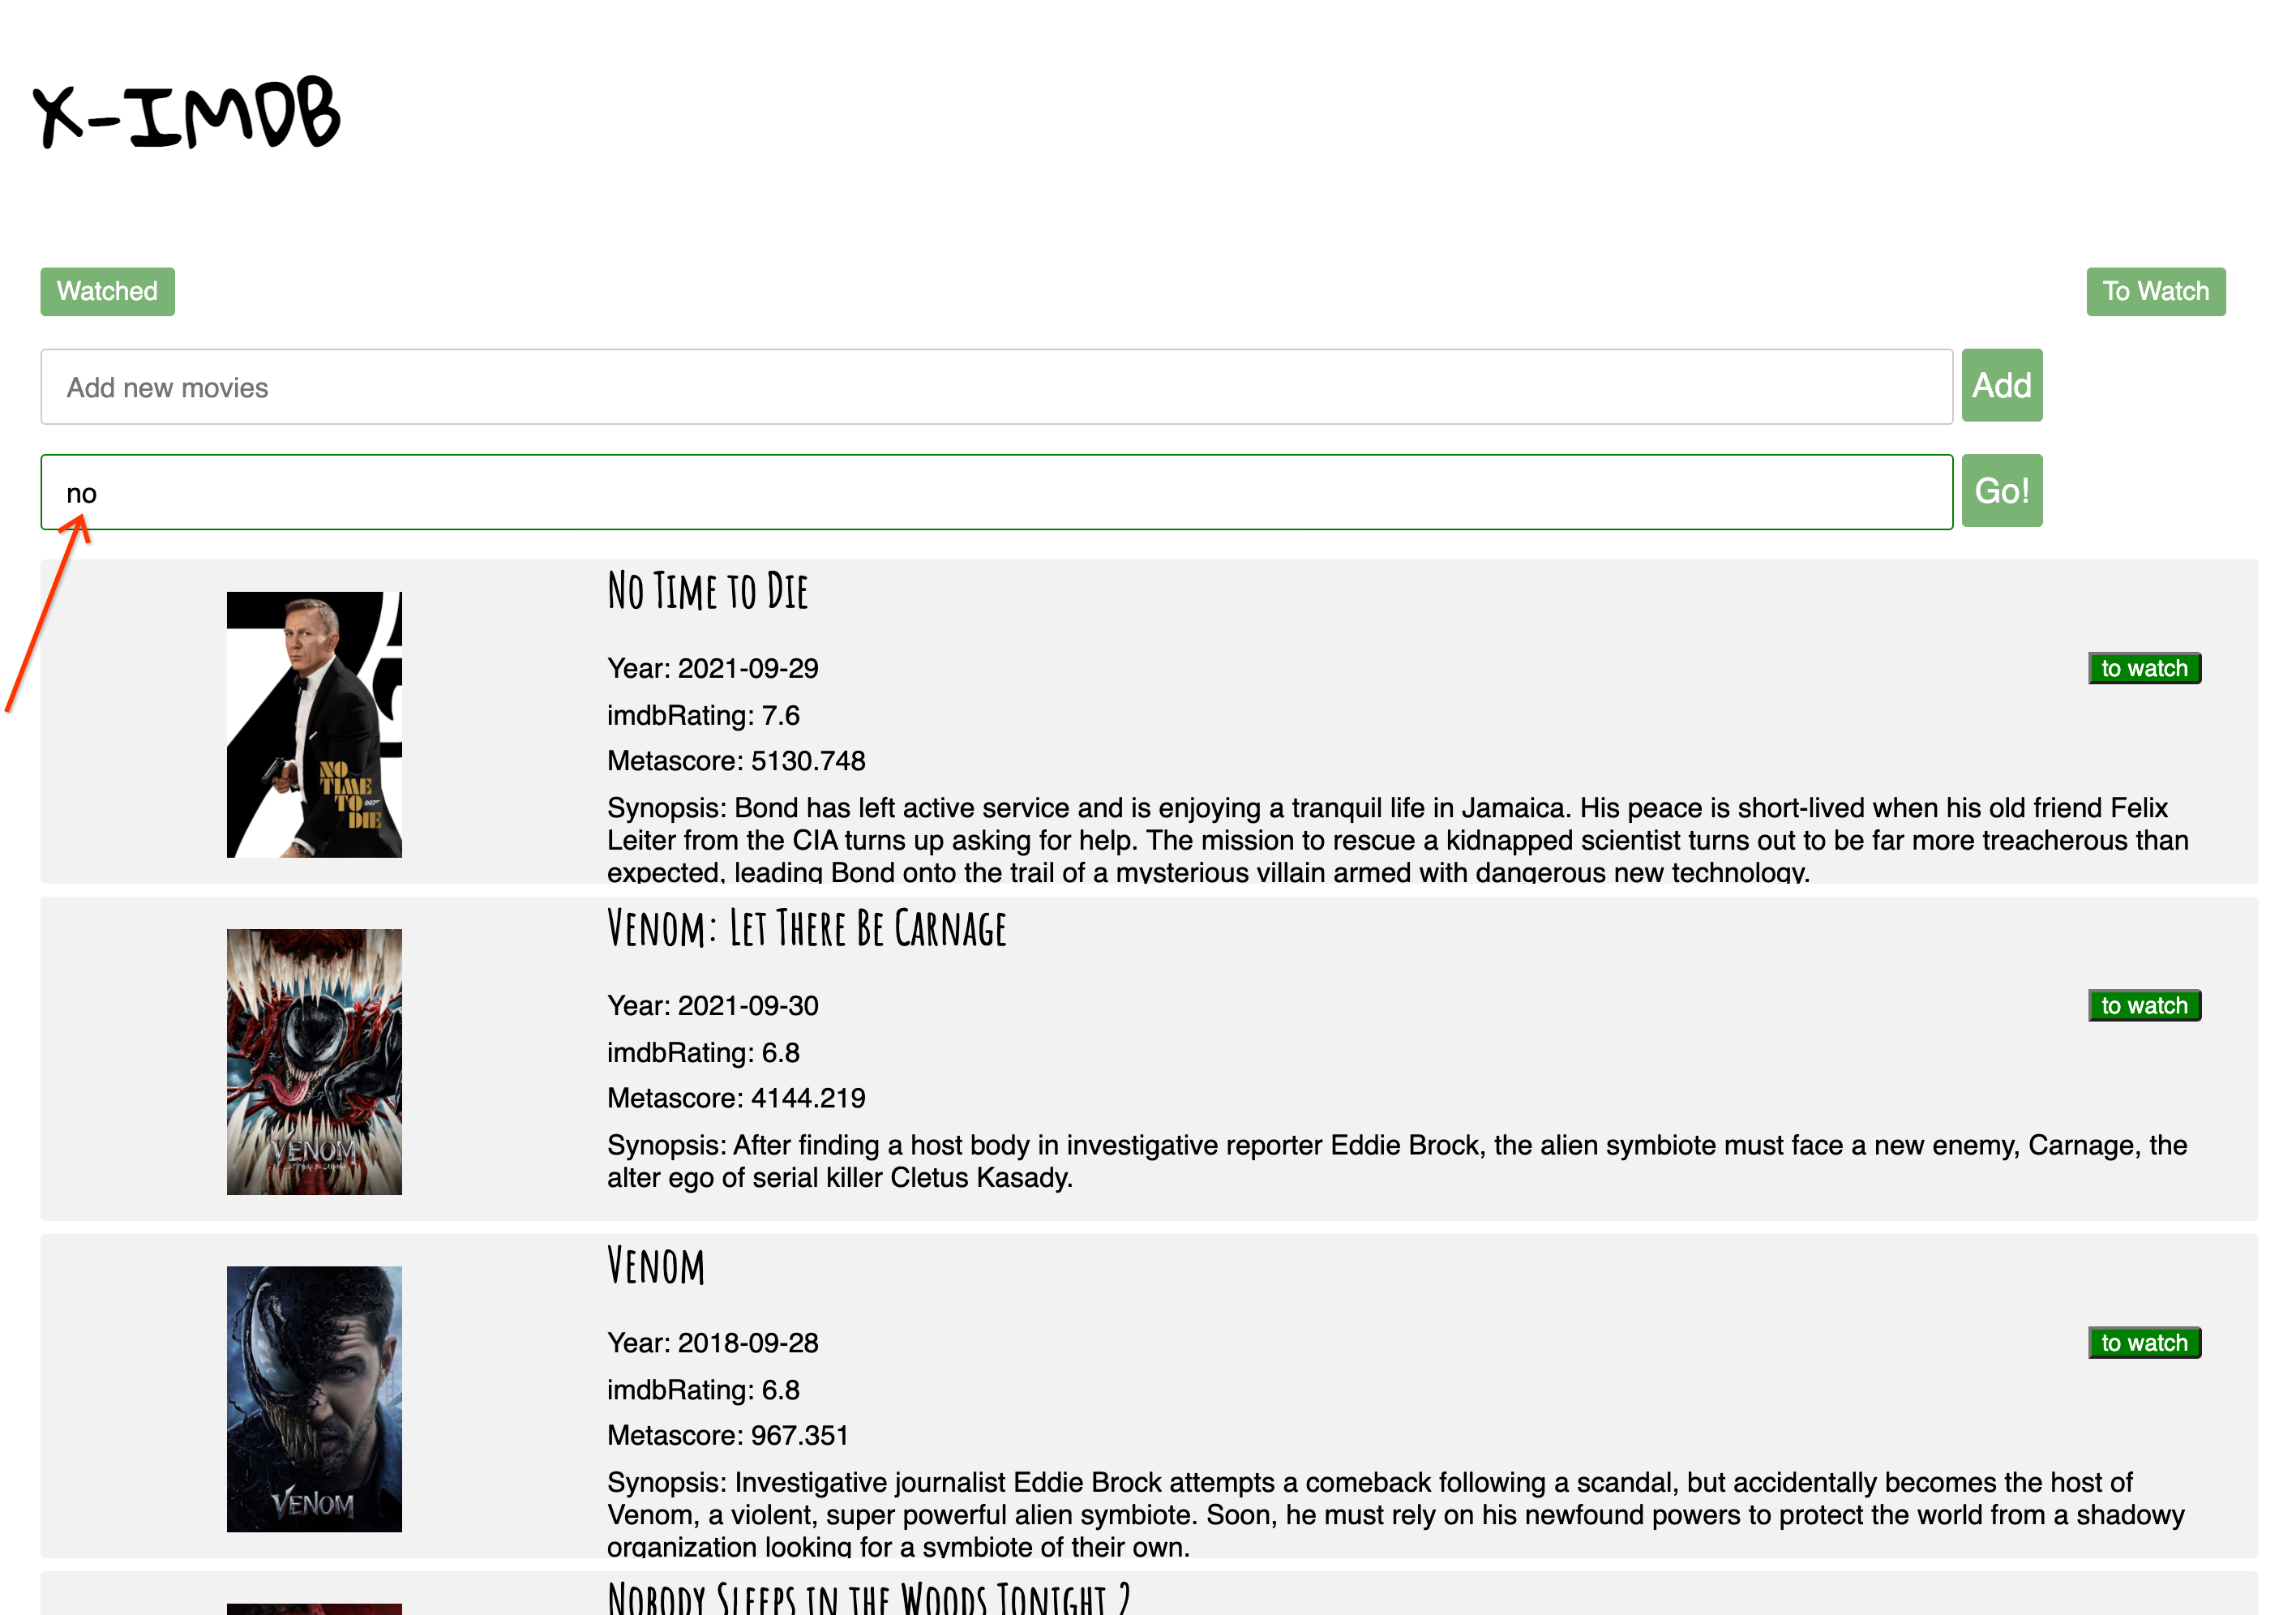 X-IMDB
Watched
To Watch
Add new movies
Add
no
Go!
No Time to Die
Year: 2021-09-29
to watch
imdbRating: 7.6
Metascore: 5130.748
Synopsis: Bond has left active service and is enjoying a tranquil life in Jamaica. His peace is short-lived when his old friend Felix
Leiter from the CIA turns up asking for help. The mission to rescue a kidnapped scientist turns out to be far more treacherous than
expected, leading Bond onto the trail of a mysterious villain armed with dangerous new technology.
NO
TIME
TO 007
DIE
Venom: Let There Be Carnage
Year: 2021-09-30
to watch
imdbRating: 6.8
Metascore: 4144.219
Synopsis: After finding a host body in investigative reporter Eddie Brock, the alien symbiote must face a new enemy, Carnage, the
alter ego of serial killer Cletus Kasady.
VENOM
Venom
Year: 2018-09-28
to watch
imdbRating: 6.8
Metascore: 967.351
Synopsis: Investigative journalist Eddie Brock attempts a comeback following a scandal, but accidentally becomes the host of
Venom, a violent, super powerful alien symbiote. Soon, he must rely on his newfound powers to protect the world from a shadowy
organization looking for a symbiote of their own.
VENOM
Nobody Sleeps in the Woods Tonight 2